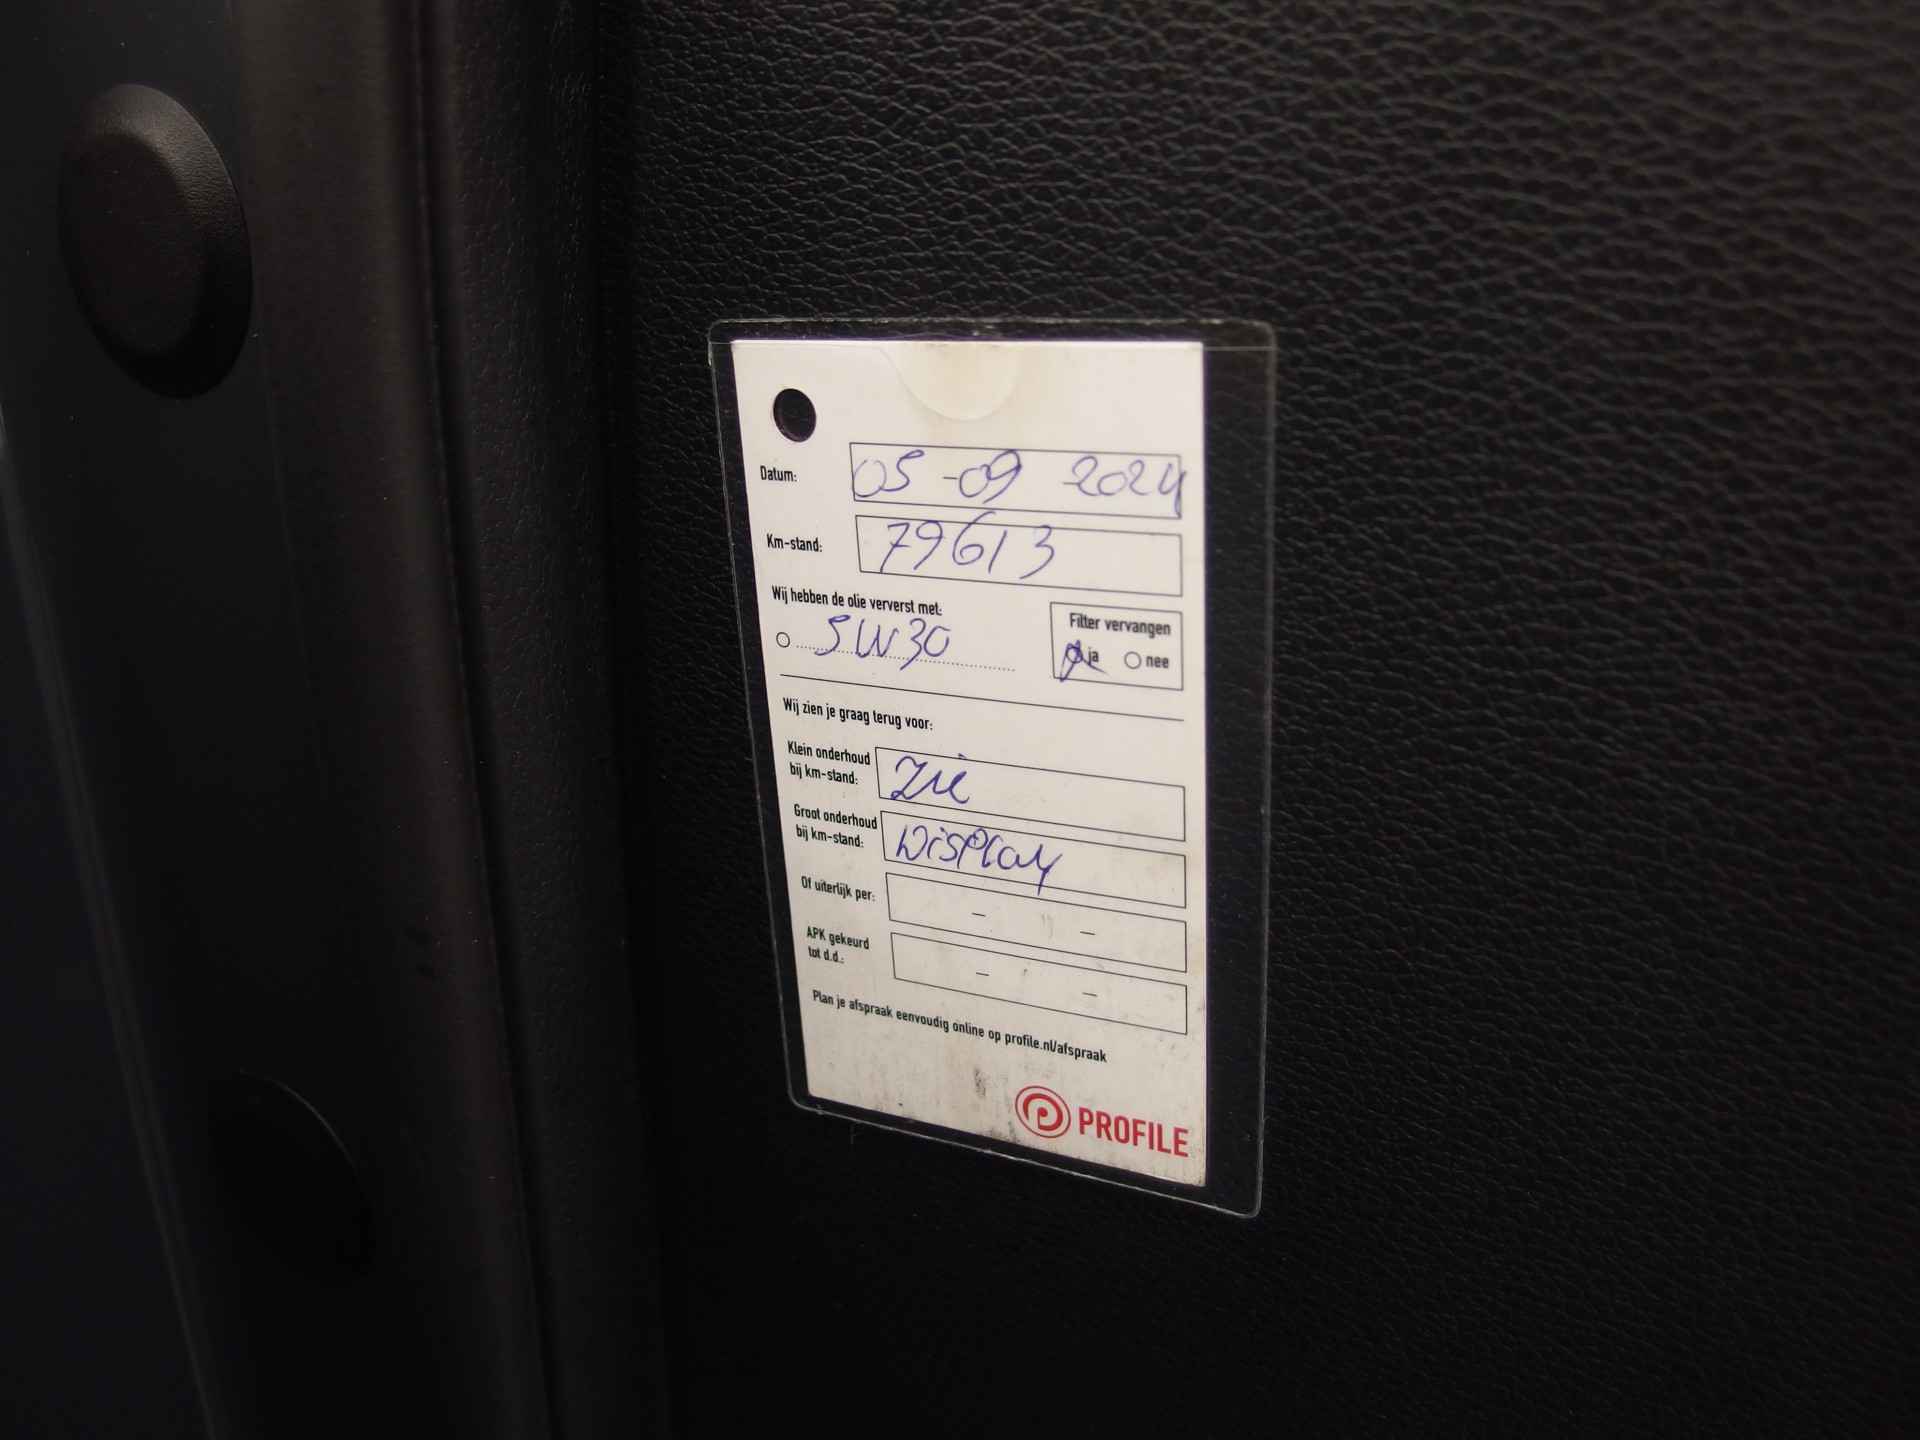 Datum: 05-09 2024
Km-stand: 79613
Wij hebben de olie ververst met:
5W30
Filter vervangen
ja nee
Wij zien je graag terug voor:
Klein onderhoud
bij km-stand: Zie
Groot onderhoud
bij km-stand: DisPlay
Of uiterlijk per: - -
APK gekeurd
tot d.d.: - -
Plan je afspraak eenvoudig online op profile.nl/afspraak
PROFILE